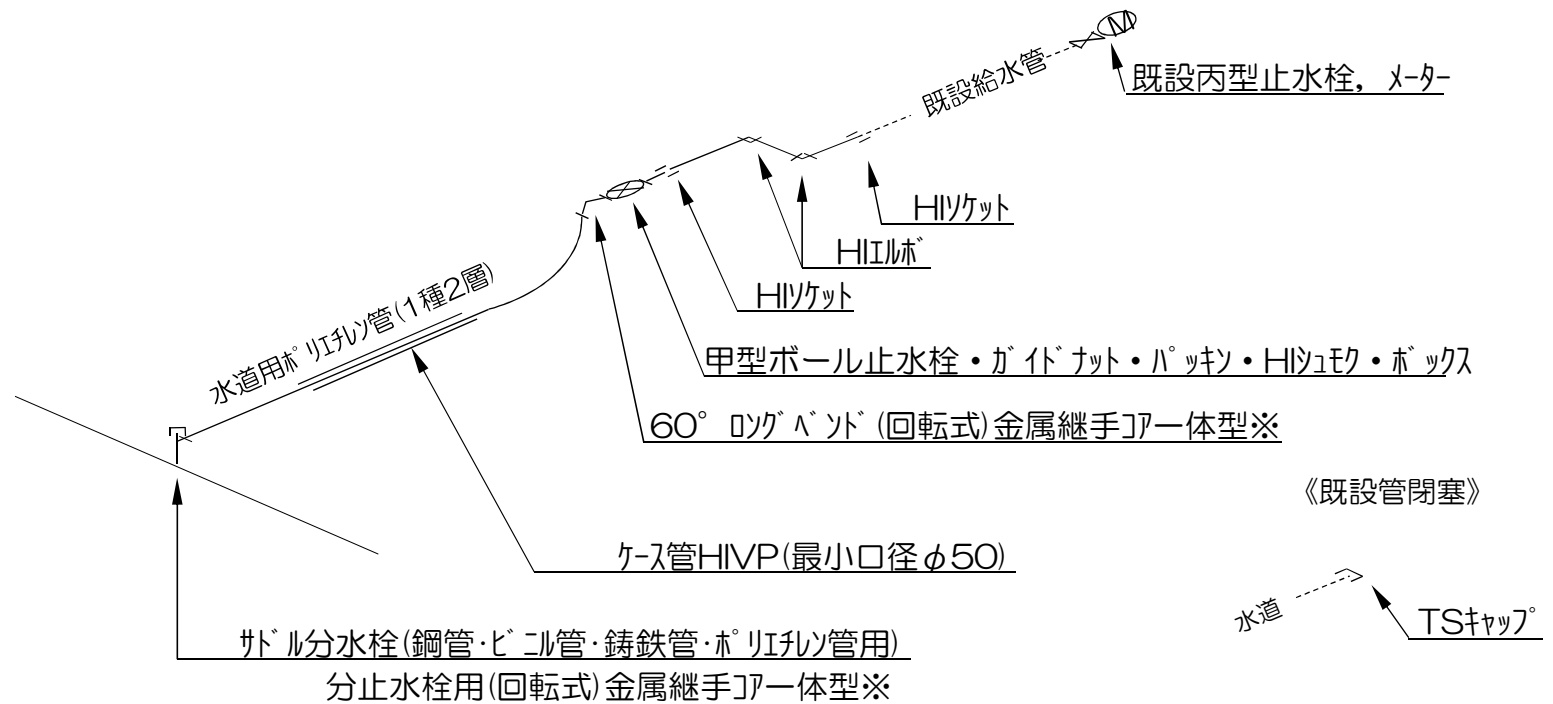 M
既設丙型止水栓，ﾒｰﾀｰ
既設給水管
HIｿｹｯﾄ
HIｴﾙﾎﾞ
HIｿｹｯﾄ
水道用ﾎﾟﾘｴﾁﾚﾝ管(1種2層)
甲型ボール止水栓・ｶﾞｲﾄﾞﾅｯﾄ・ﾊﾟｯｷﾝ・HIｼｭﾓｸ・ﾎﾞｯｸｽ
60°ﾛﾝｸﾞﾍﾞﾝﾄﾞ(回転式)金属継手ｺｱ一体型※
《既設管閉塞》
ｹｰｽ管HIVP(最小口径φ50)
水道
TSｷｬｯﾌﾟ
ｻﾄﾞﾙ分水栓(鋼管･ﾋﾞﾆﾙ管･鋳鉄管･ﾎﾟﾘｴﾁﾚﾝ管用)
分止水栓用(回転式)金属継手ｺｱ一体型※